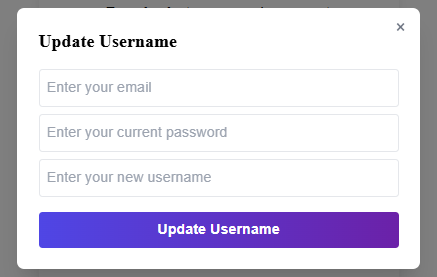 ×
Update Username
Enter your email
Enter your current password
Enter your new username
Update Username